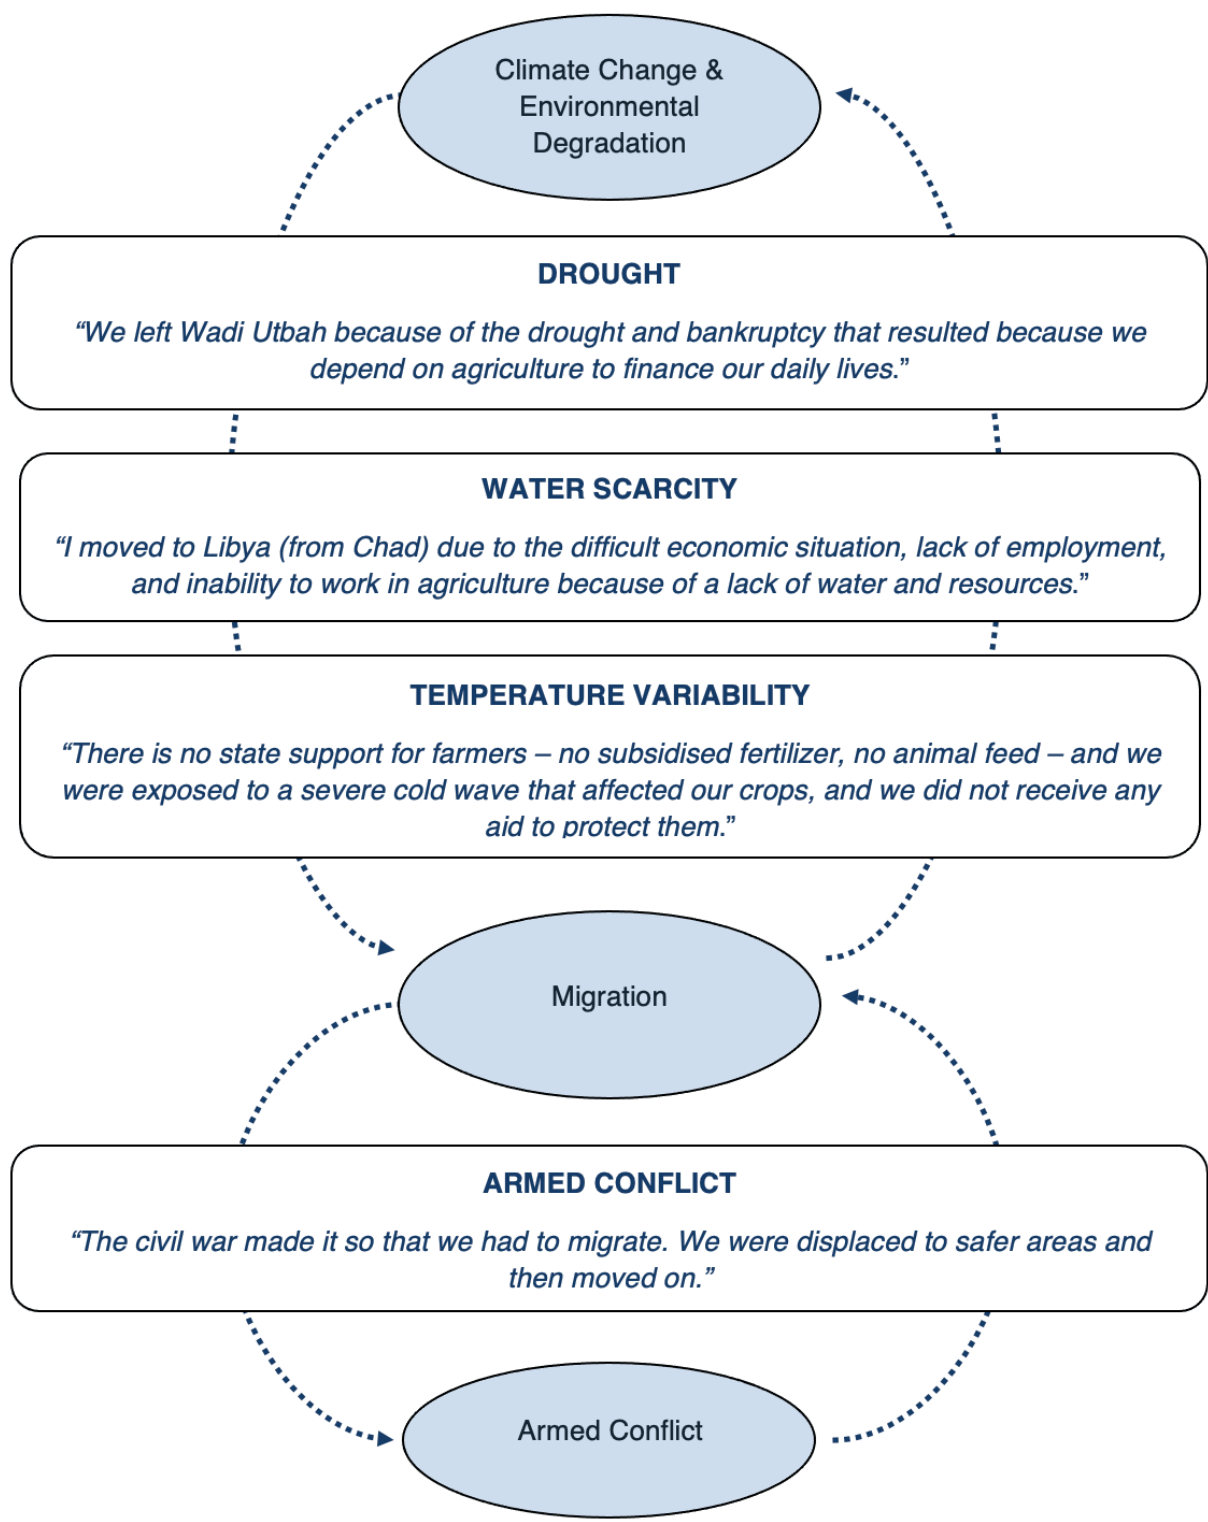 Climate Change &
Environmental
Degradation
DROUGHT
“We left Wadi Utbah because of the drought and bankruptcy that resulted because we
depend on agriculture to finance our daily lives.”
WATER SCARCITY
“I moved to Libya (from Chad) due to the difficult economic situation, lack of employment,
and inability to work in agriculture because of a lack of water and resources.”
TEMPERATURE VARIABILITY
“There is no state support for farmers – no subsidised fertilizer, no animal feed – and we
were exposed to a severe cold wave that affected our crops, and we did not receive any
aid to protect them.”
Migration
ARMED CONFLICT
“The civil war made it so that we had to migrate. We were displaced to safer areas and
then moved on.”
Armed Conflict